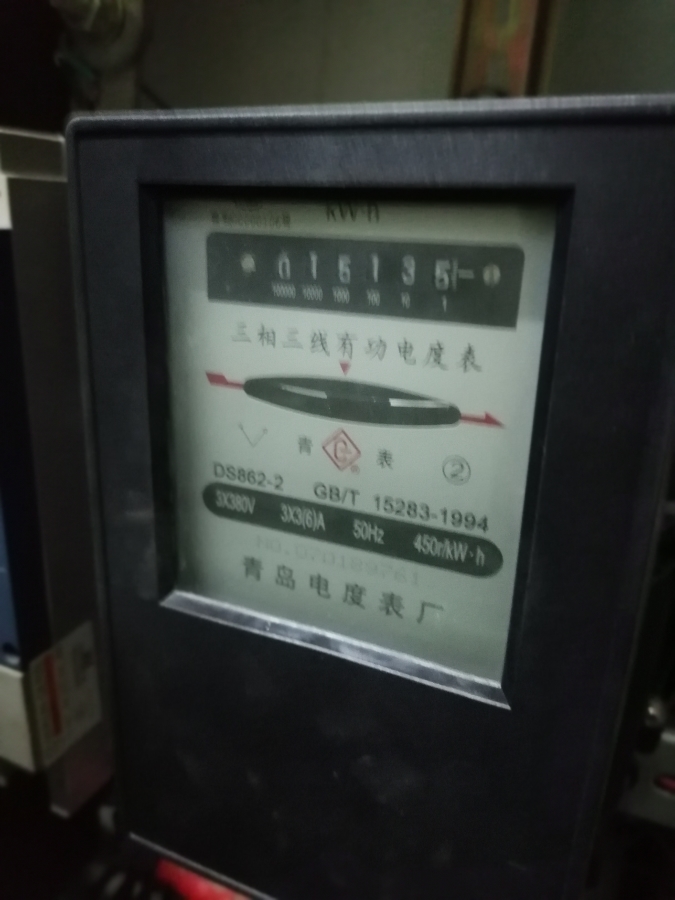 kW·h
0 1 6 1 3 5
100000 10000 1000 100 10 1
三相三线有功电度表
青 表 ②
DS862-2 GB/T 15283-1994
3X380V 3X3(6)A 50Hz 450r/kW·h
青岛电度表厂